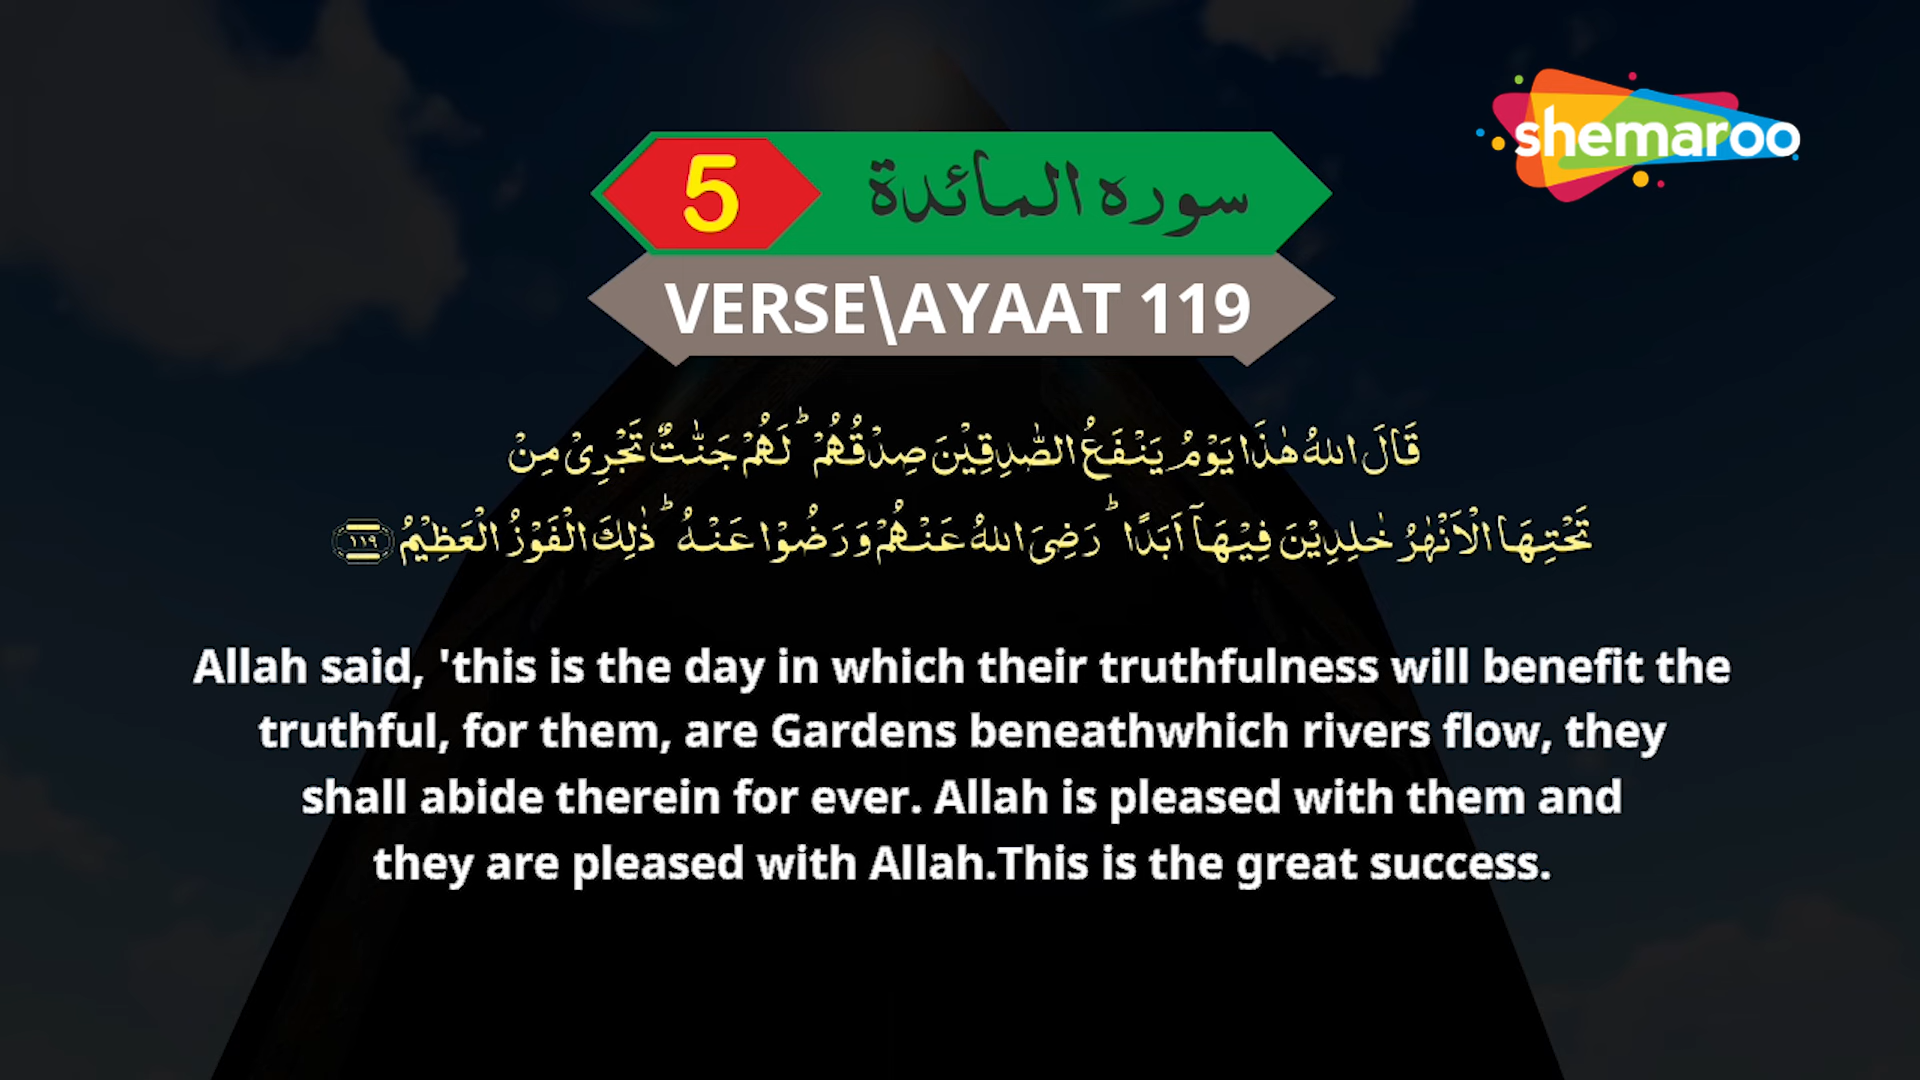 shemaroo
5 سوره المائدة
VERSE\AYAAT 119
قَالَ اللهُ هٰذَا يَوْمُ يَنْفَعُ الصّٰدِقِيْنَ صِدْقُهُمْ ؕ لَهُمْ جَنّٰتٌ تَجْرِىْ مِنْ
تَحْتِهَا الْاَنْهٰرُ خٰلِدِيْنَ فِيْهَاۤ اَبَدًا ؕ رَضِىَ اللهُ عَنْهُمْ وَرَضُوْا عَنْهُ ؕ ذٰلِكَ الْفَوْزُ الْعَظِيْمُ ١١٩
Allah said, 'this is the day in which their truthfulness will benefit the
truthful, for them, are Gardens beneathwhich rivers flow, they
shall abide therein for ever. Allah is pleased with them and
they are pleased with Allah.This is the great success.